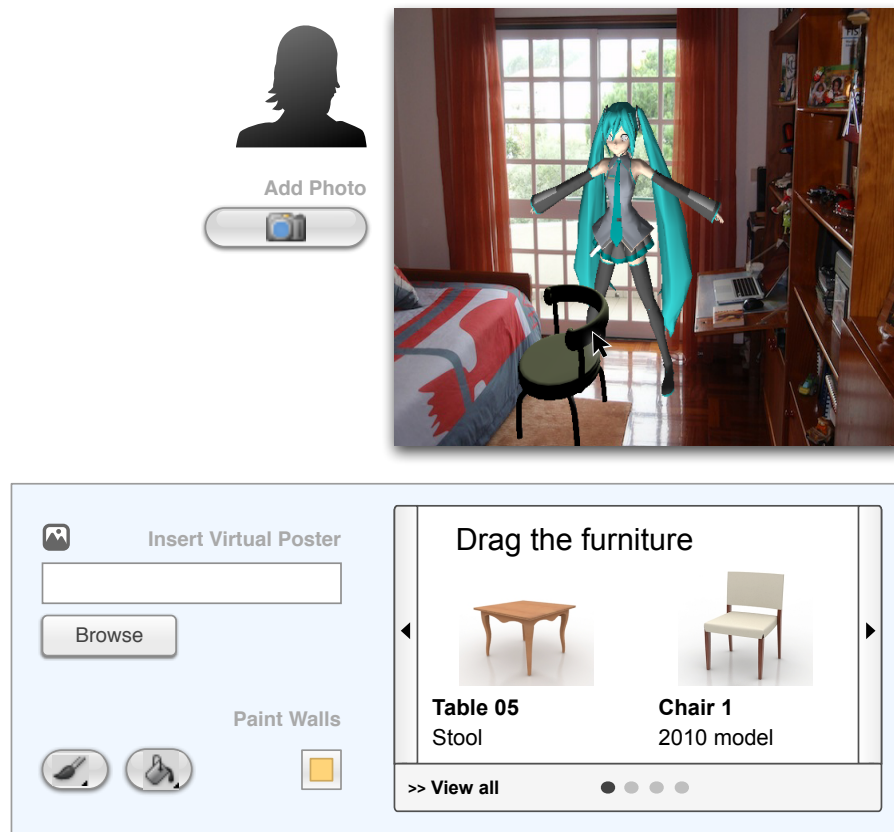 Add Photo
Insert Virtual Poster
Browse
Paint Walls
Drag the furniture
Table 05
Stool
Chair 1
2010 model
>> View all